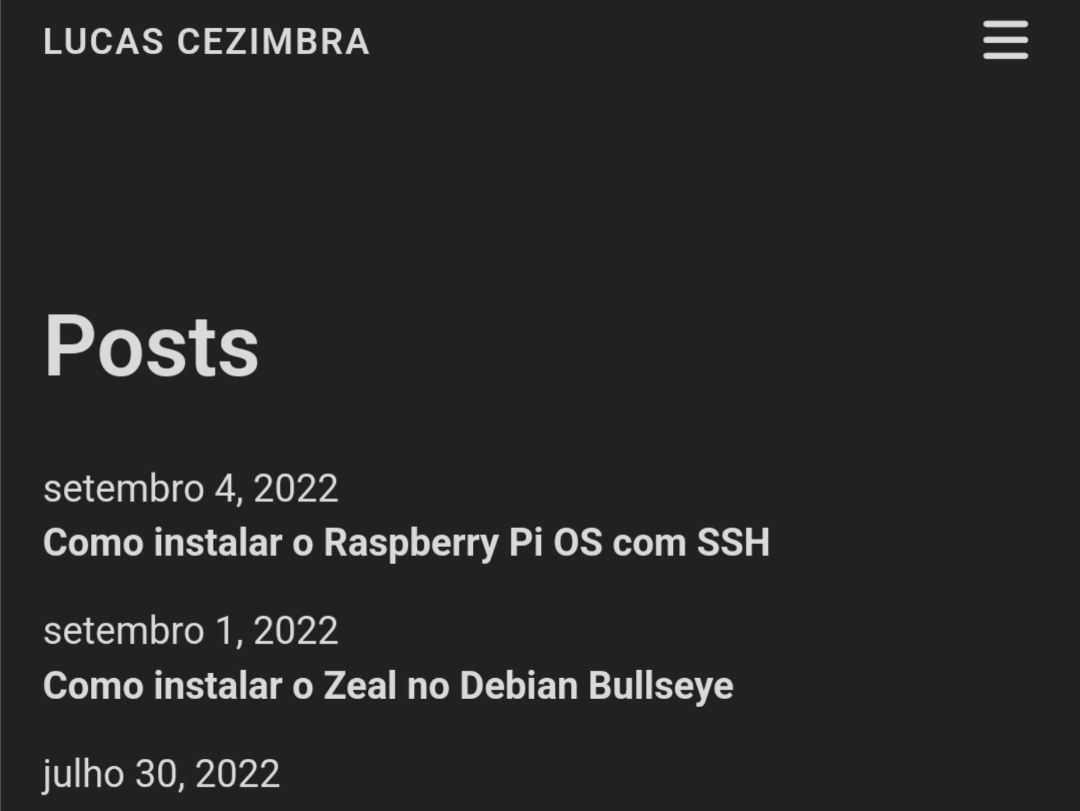 LUCAS CEZIMBRA
Posts
setembro 4, 2022
Como instalar o Raspberry Pi OS com SSH
setembro 1, 2022
Como instalar o Zeal no Debian Bullseye
julho 30, 2022